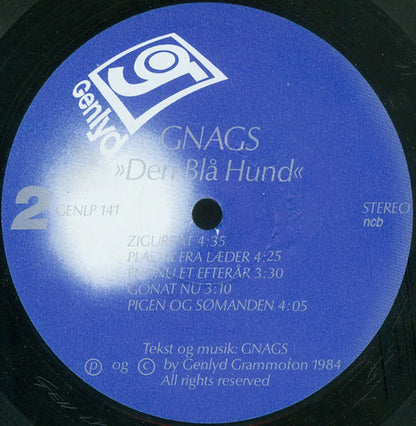 Genlyd
GNAGS
»Den Blå Hund«
2
GENLP 141
STEREO
ncb
4:35
FRA LÆDER 4:25
ET EFTERÅR 3:30
GONAT NU 3:10
PIGEN OG SØMANDEN 4:05
Tekst og musik: GNAGS
℗ og © by Genlyd Grammofon 1984
All rights reserved